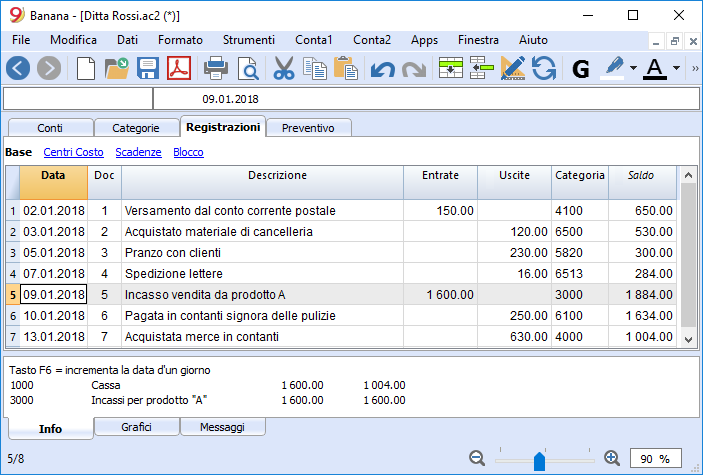 Banana - [Ditta Rossi.ac2 (*)]
File Modifica Dati Formato Strumenti Conta1 Conta2 Apps Finestra Aiuto
G A »
09.01.2018
Conti Categorie Registrazioni Preventivo
Base Centri Costo Scadenze Blocco
Data Doc Descrizione Entrate Uscite Categoria Saldo
1 02.01.2018 1 Versamento dal conto corrente postale 150.00 4100 650.00
2 03.01.2018 2 Acquistato materiale di cancelleria 120.00 6500 530.00
3 05.01.2018 3 Pranzo con clienti 230.00 5820 300.00
4 07.01.2018 4 Spedizione lettere 16.00 6513 284.00
5 09.01.2018 5 Incasso vendita da prodotto A 1 600.00 3000 1 884.00
6 10.01.2018 6 Pagata in contanti signora delle pulizie 250.00 6100 1 634.00
7 13.01.2018 7 Acquistata merce in contanti 630.00 4000 1 004.00
Tasto F6 = incrementa la data d'un giorno
1000 Cassa 1 600.00 1 004.00
3000 Incassi per prodotto "A" 1 600.00 1 600.00
Info Grafici Messaggi
5/8 90 %